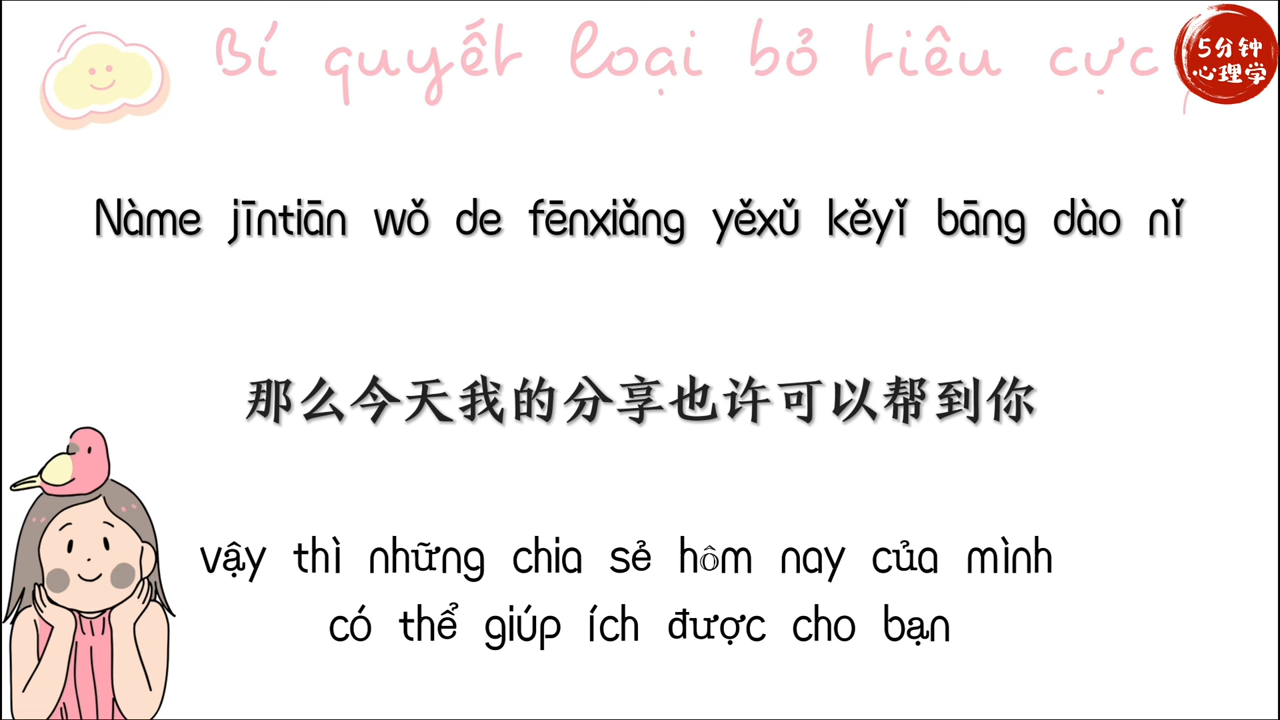 Bí quyết loại bỏ tiêu cực
5分钟
心理学
Nàme jīntiān wǒ de fēnxiǎng yěxǔ kěyǐ bāng dào nǐ
那么今天我的分享也许可以帮到你
vậy thì những chia sẻ hôm nay của mình
có thể giúp ích được cho bạn